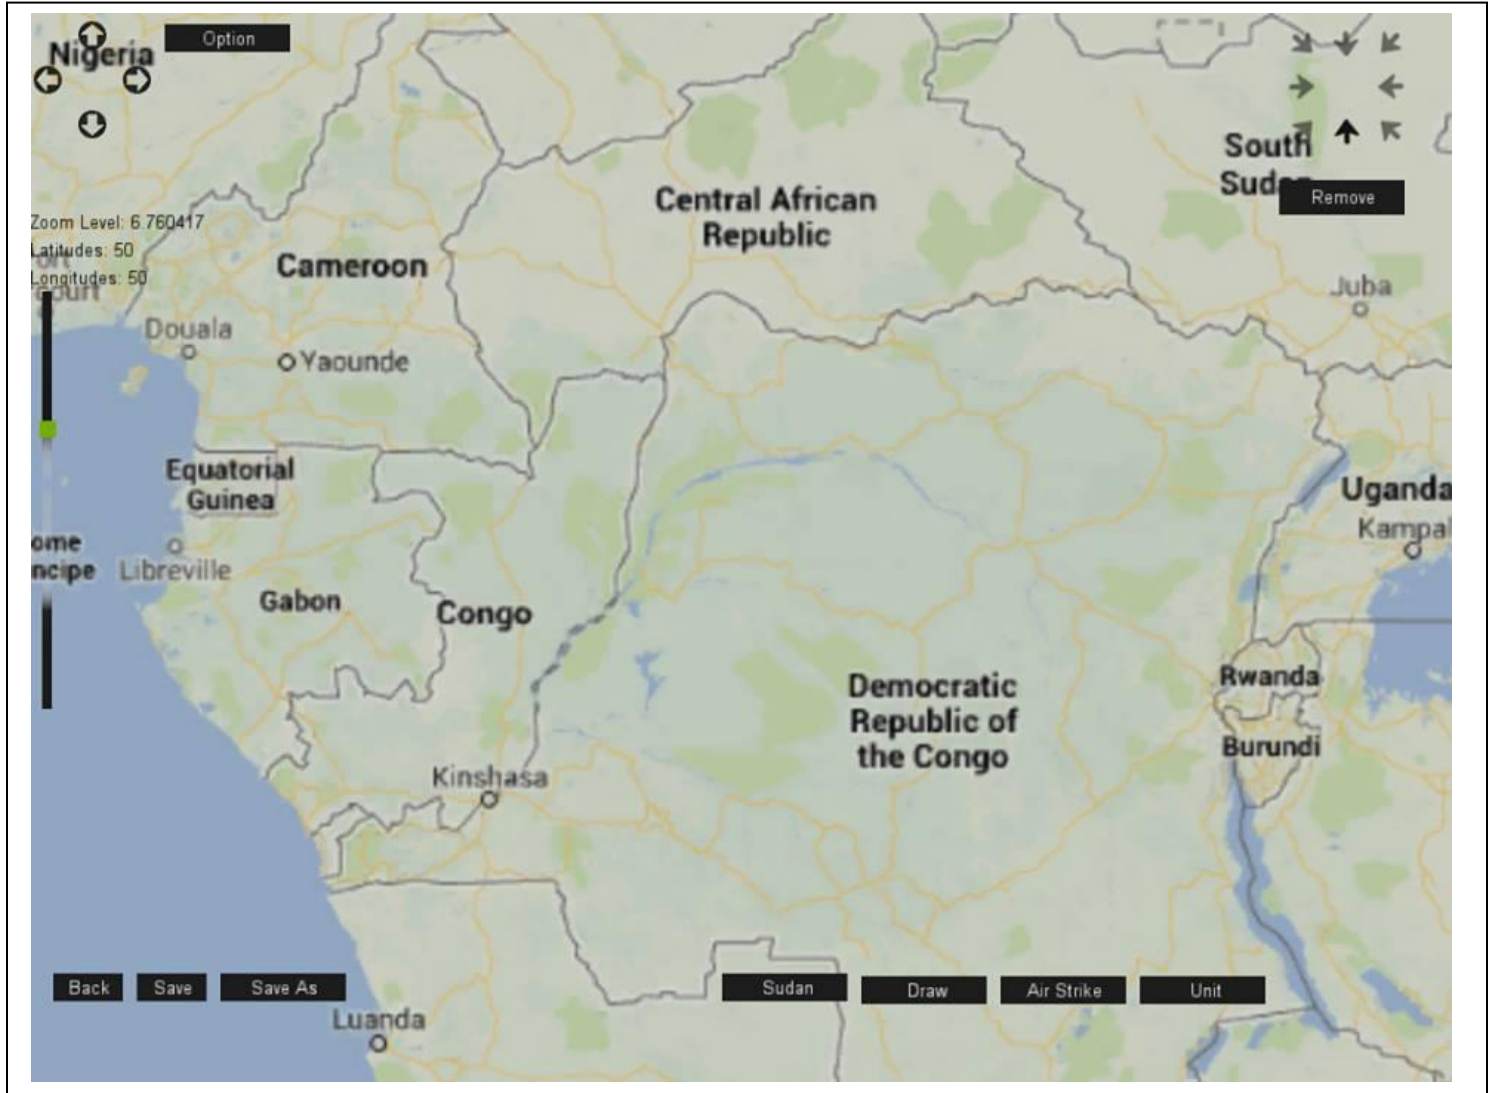 Nigeria
Option
South
Remove
Central African
Republic
Zoom Level: 6.760417
Latitudes: 50
Longitudes: 50
Cameroon
Juba
Douala
Yaounde
Equatorial
Guinea
Uganda
Kampal
ome
ncipe
Libreville
Gabon
Congo
Democratic
Republic of
the Congo
Rwanda
Burundi
Kinshasa
Back
Save
Save As
Sudan
Draw
Air Strike
Unit
Luanda